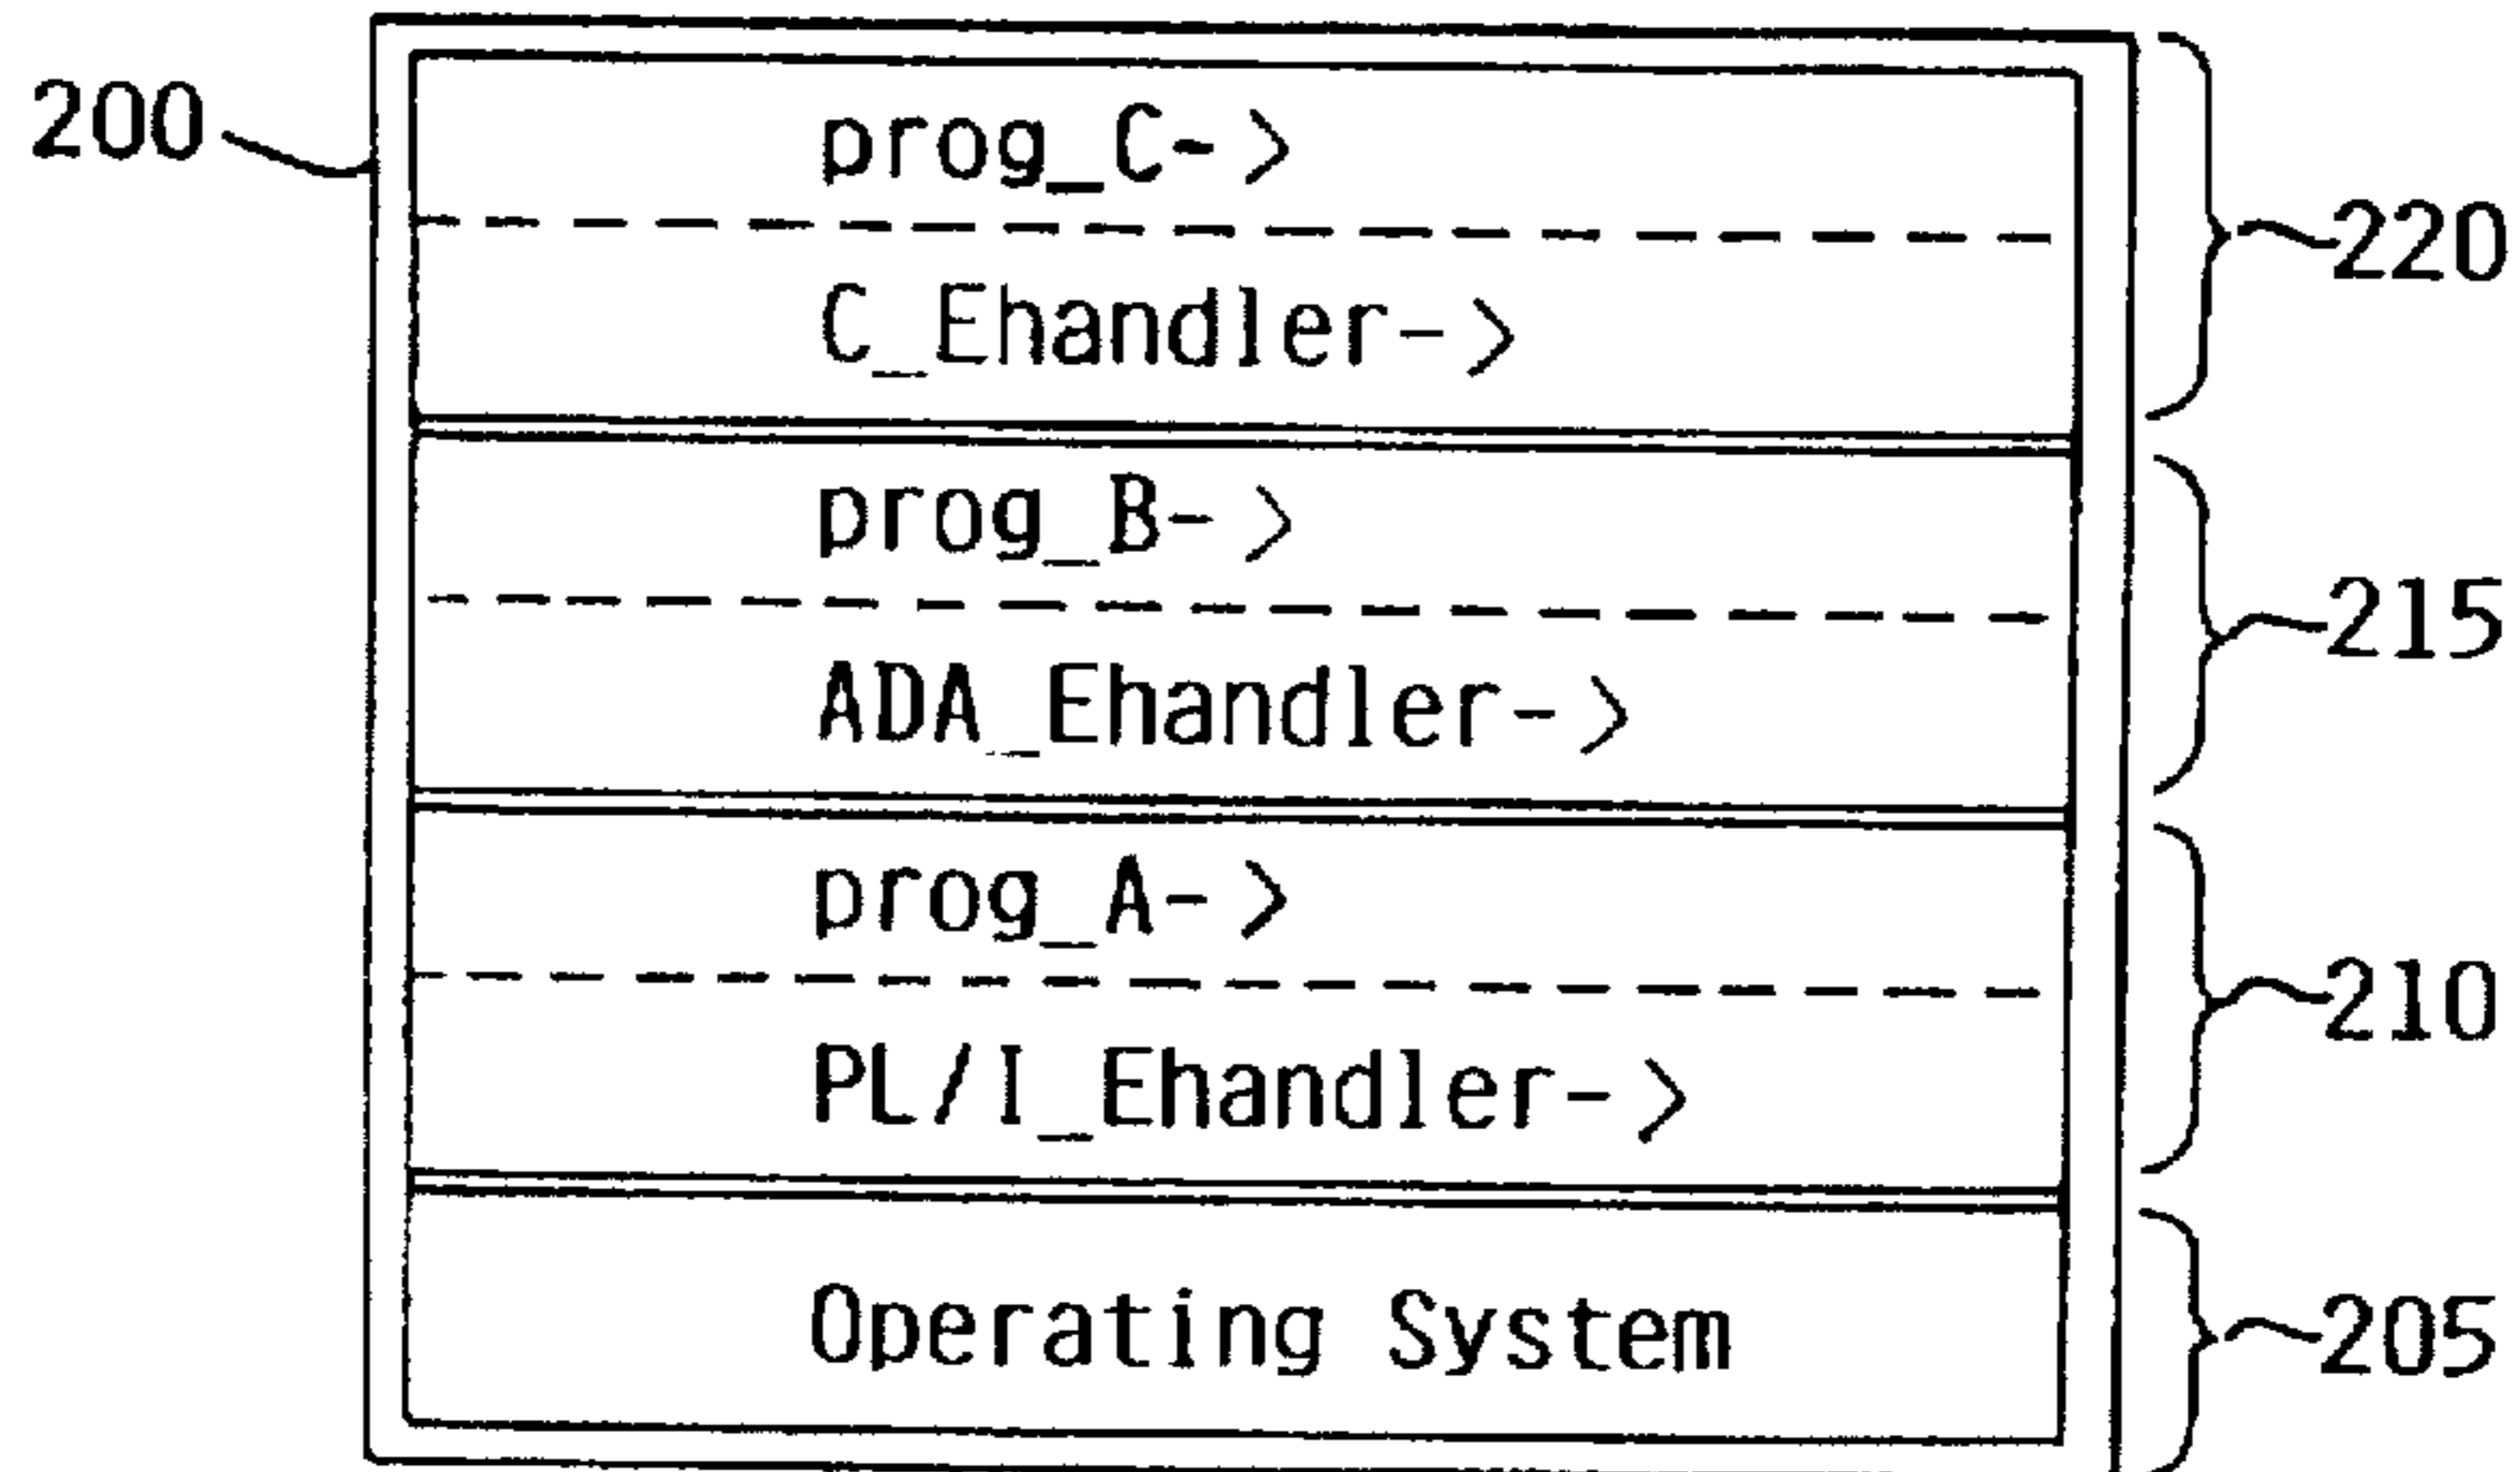 200
prog_C->
220
C_Ehandler->
prog_B->
215
ADA_Ehandler->
prog_A->
210
PL/I_Ehandler->
Operating System
205